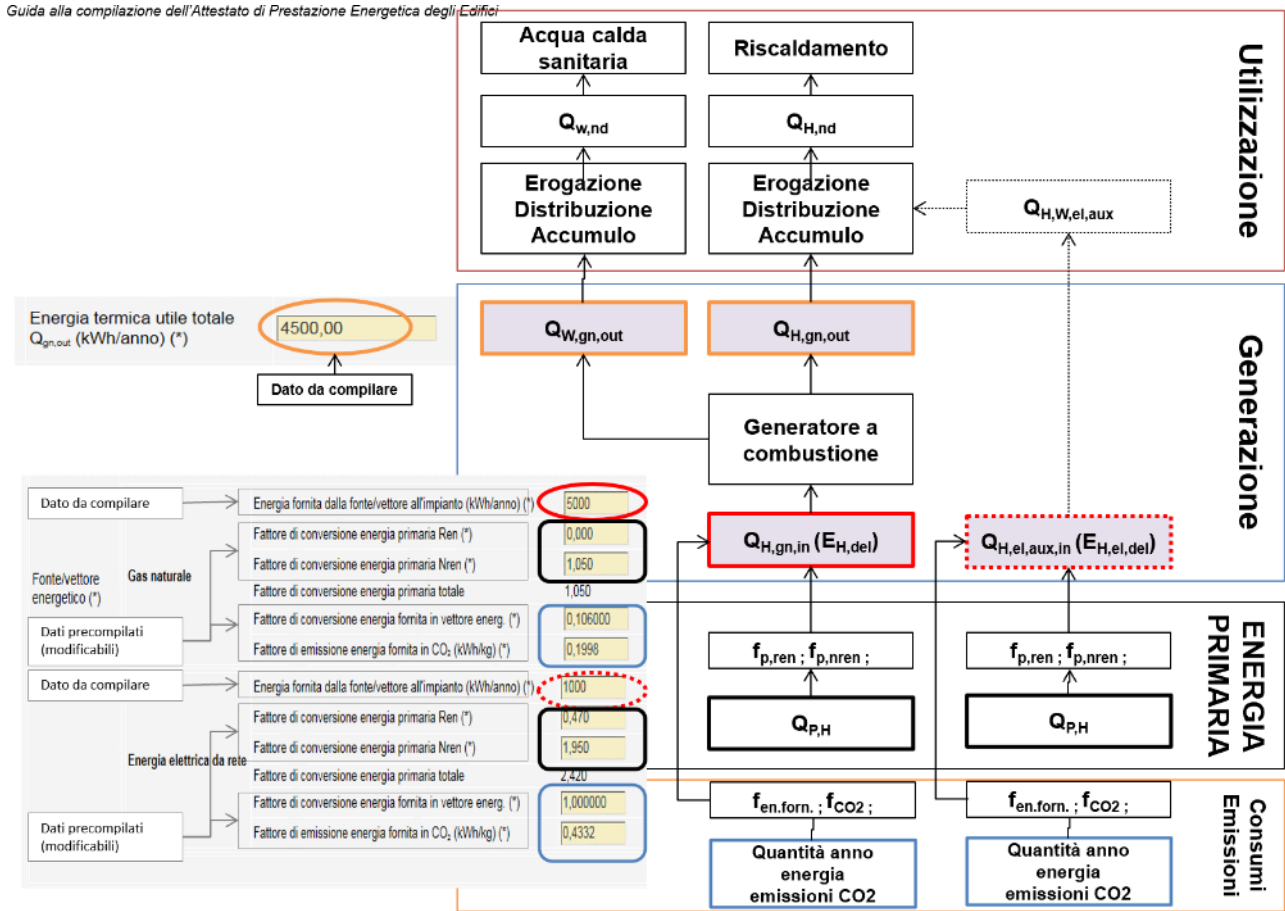 Guida alla compilazione dell'Attestato di Prestazione Energetica degli Edifici
Acqua calda
sanitaria
Riscaldamento
Utilizzazione
Qw,nd
QH,nd
Erogazione
Distribuzione
Accumulo
Erogazione
Distribuzione
Accumulo
QH,W,el,aux
Energia termica utile totale
Qgn,out (kWh/anno) (*)
4500,00
Dato da compilare
QW,gn,out
QH,gn,out
Generazione
Generatore a
combustione
QH,gn,in (EH,del)
QH,el,aux,in (EH,el,del)
Dato da compilare
Energia fornita dalla fonte/vettore all'impianto (kWh/anno) (*)
5000
Fattore di conversione energia primaria Ren (*)
0,000
Gas naturale
Fattore di conversione energia primaria Nren (*)
1,050
Fonte/vettore
energetico (*)
Fattore di conversione energia primaria totale
1,050
Dati precompilati
(modificabili)
Fattore di conversione energia fornita in vettore energ. (*)
0,106000
Fattore di emissione energia fornita in CO₂ (kWh/kg) (*)
0,1998
Dato da compilare
Energia fornita dalla fonte/vettore all'impianto (kWh/anno) (*)
1000
Fattore di conversione energia primaria Ren (*)
0,470
Energia elettrica da rete
Fattore di conversione energia primaria Nren (*)
1,950
Fattore di conversione energia primaria totale
2,420
Dati precompilati
(modificabili)
Fattore di conversione energia fornita in vettore energ. (*)
1,000000
Fattore di emissione energia fornita in CO₂ (kWh/kg) (*)
0,4332
ENERGIA
PRIMARIA
fp,ren ; fp,nren ;
fp,ren ; fp,nren ;
QP,H
QP,H
Consumi
Emissioni
fen.forn. ; fCO2 ;
fen.forn. ; fCO2 ;
Quantità anno
energia
emissioni CO2
Quantità anno
energia
emissioni CO2